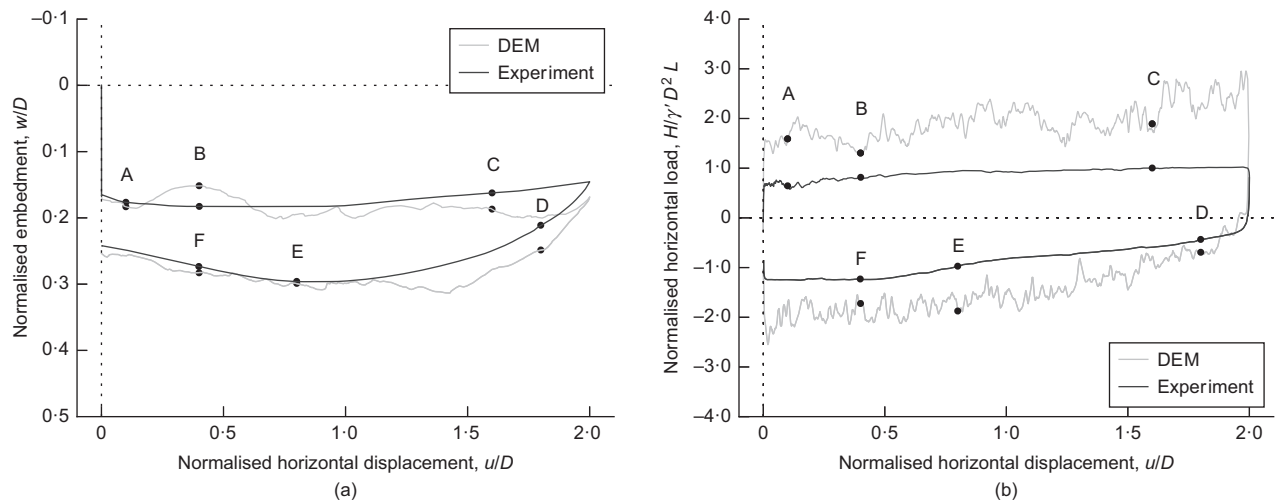 –0·1
0
0·1
0·2
0·3
0·4
0·5
Normalised embedment, w/D
DEM
Experiment
A
B
C
D
E
F
0
0·5
1·0
1·5
2·0
Normalised horizontal displacement, u/D
(a)
4·0
3·0
2·0
1·0
0
–1·0
–2·0
–3·0
–4·0
Normalised horizontal load, H/γ′ D² L
A
B
C
D
E
F
DEM
Experiment
0
0·5
1·0
1·5
2·0
Normalised horizontal displacement, u/D
(b)